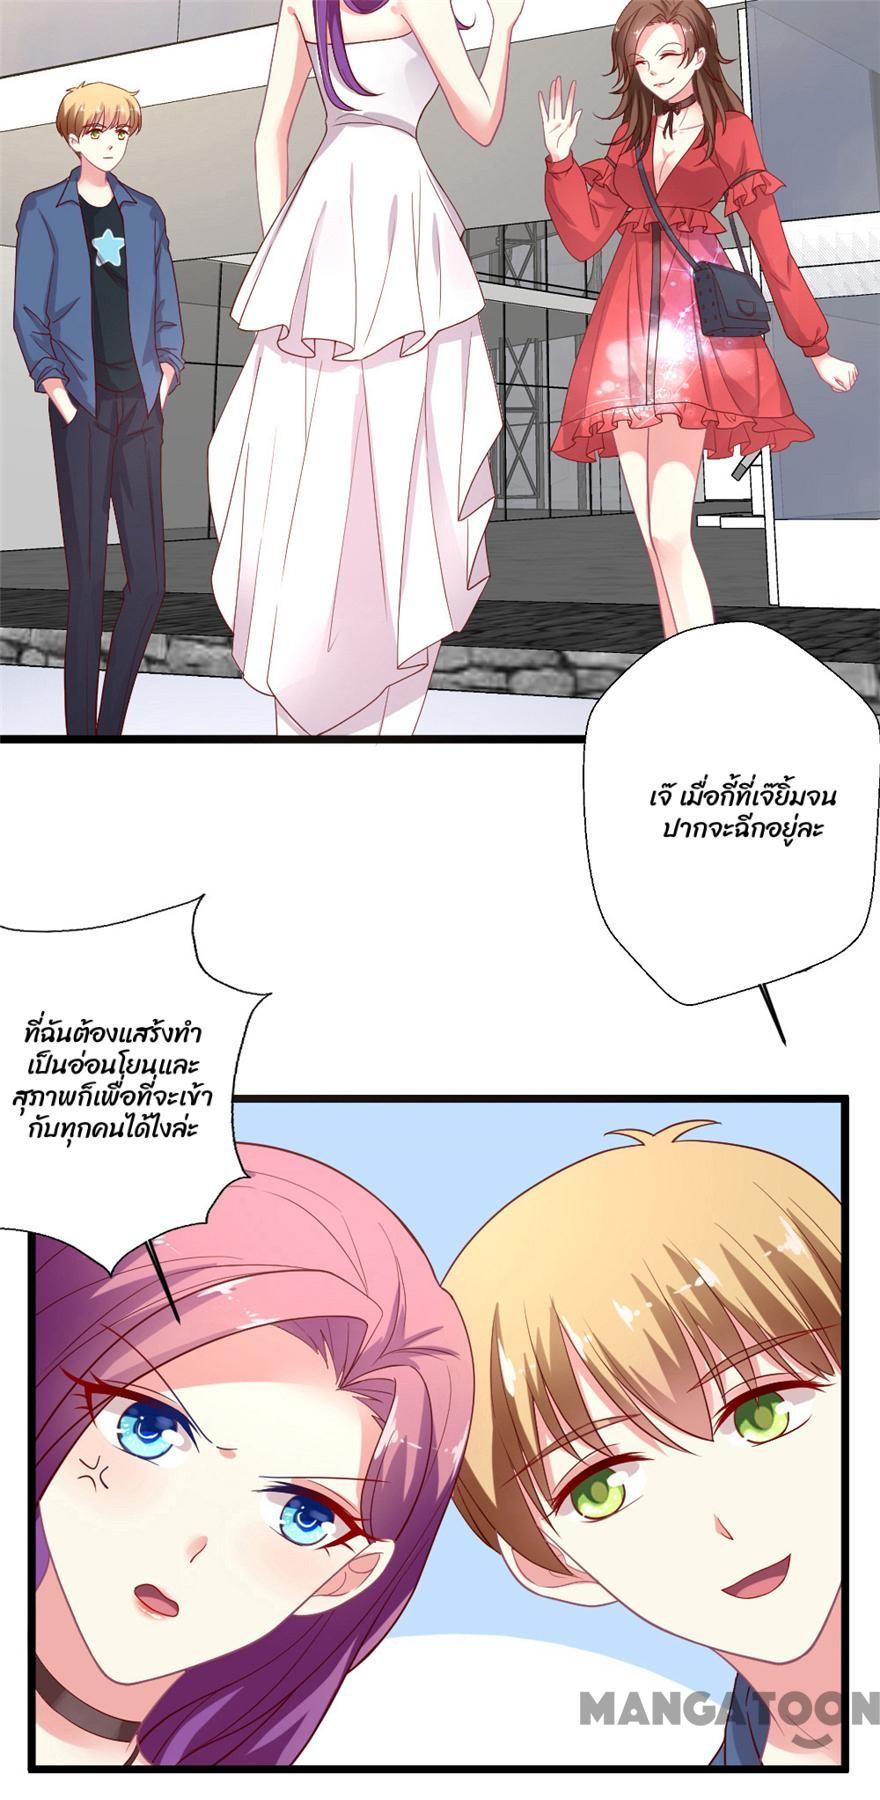 เจ๊ เมื่อกี้ที่เจ๊ยิ้มจน
ปากจะฉีกอยู่ละ
ที่ฉันต้องแสร้งทำ
เป็นอ่อนโยนและ
สุภาพก็เพื่อที่จะเข้า
กับทุกคนได้ไงล่ะ
MANGATOON